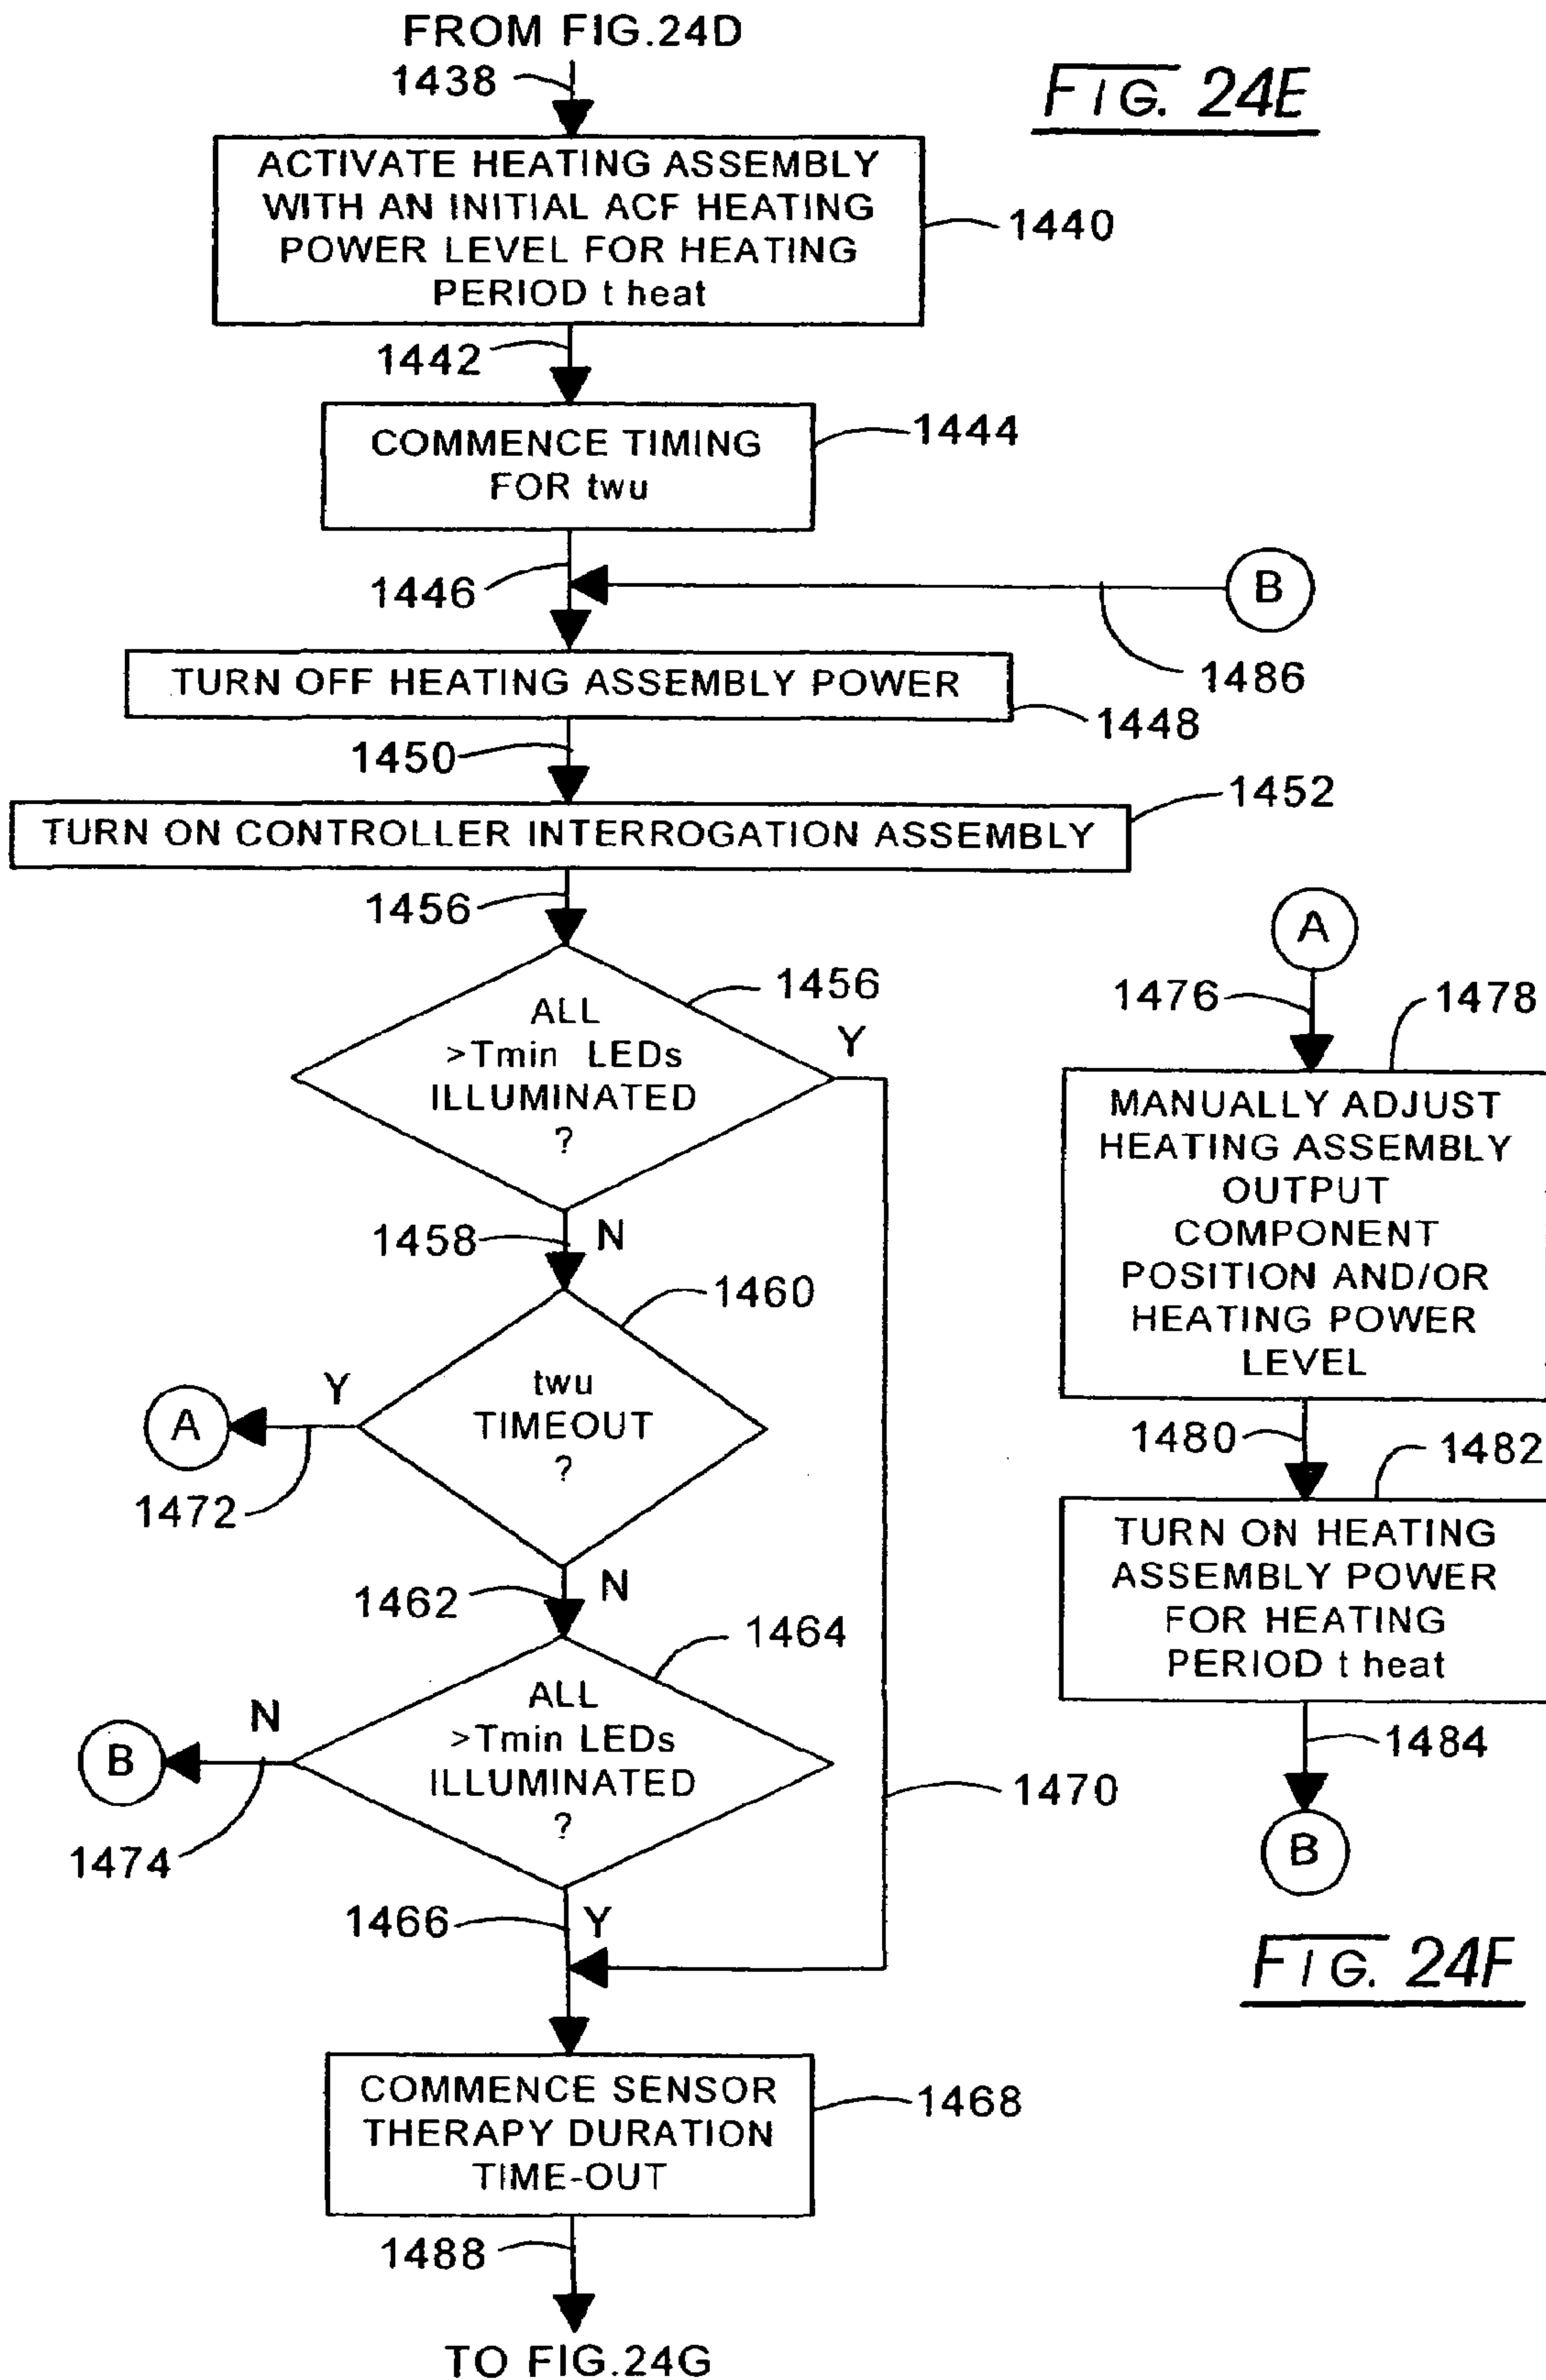 FROM FIG.24D
1438
FIG. 24E
ACTIVATE HEATING ASSEMBLY
WITH AN INITIAL ACF HEATING
POWER LEVEL FOR HEATING
PERIOD t heat
1440
1442
COMMENCE TIMING
FOR twu
1444
1446
B
1486
TURN OFF HEATING ASSEMBLY POWER
1448
1450
TURN ON CONTROLLER INTERROGATION ASSEMBLY
1452
1456
ALL
>Tmin LEDs
ILLUMINATED
?
1456
Y
1458
N
twu
TIMEOUT
?
1460
Y
A
1472
1462
N
ALL
>Tmin LEDs
ILLUMINATED
?
1464
N
B
1474
1470
1466
Y
COMMENCE SENSOR
THERAPY DURATION
TIME-OUT
1468
1488
TO FIG.24G
A
1476
1478
MANUALLY ADJUST
HEATING ASSEMBLY
OUTPUT
COMPONENT
POSITION AND/OR
HEATING POWER
LEVEL
1480
1482
TURN ON HEATING
ASSEMBLY POWER
FOR HEATING
PERIOD t heat
1484
B
FIG. 24F